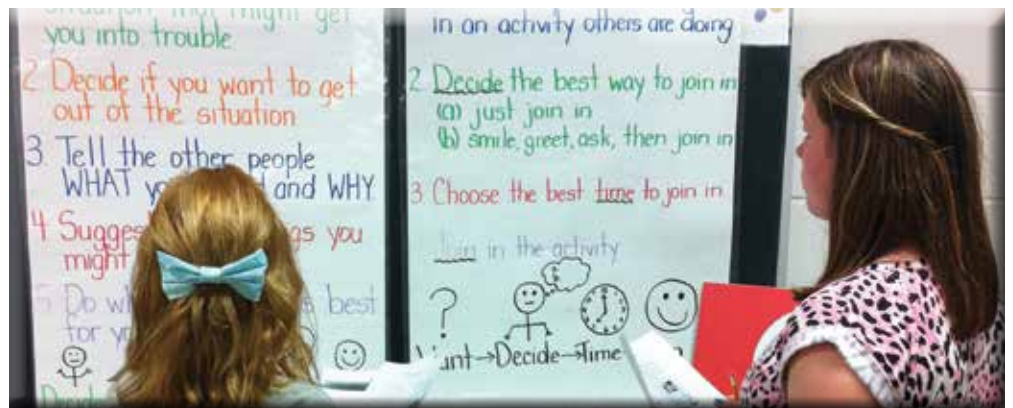 situation that might get
you into trouble
2. Decide if you want to get
out of the situation
3. Tell the other people
WHAT and WHY
4. you
might
5. Do best
for
Decide
in an activity others are doing
2. Decide the best way to join in
(a) just join in
(b) smile, greet, ask, then join in
3. Choose the best time to join in
Join in the activity
?
→Decide→Time